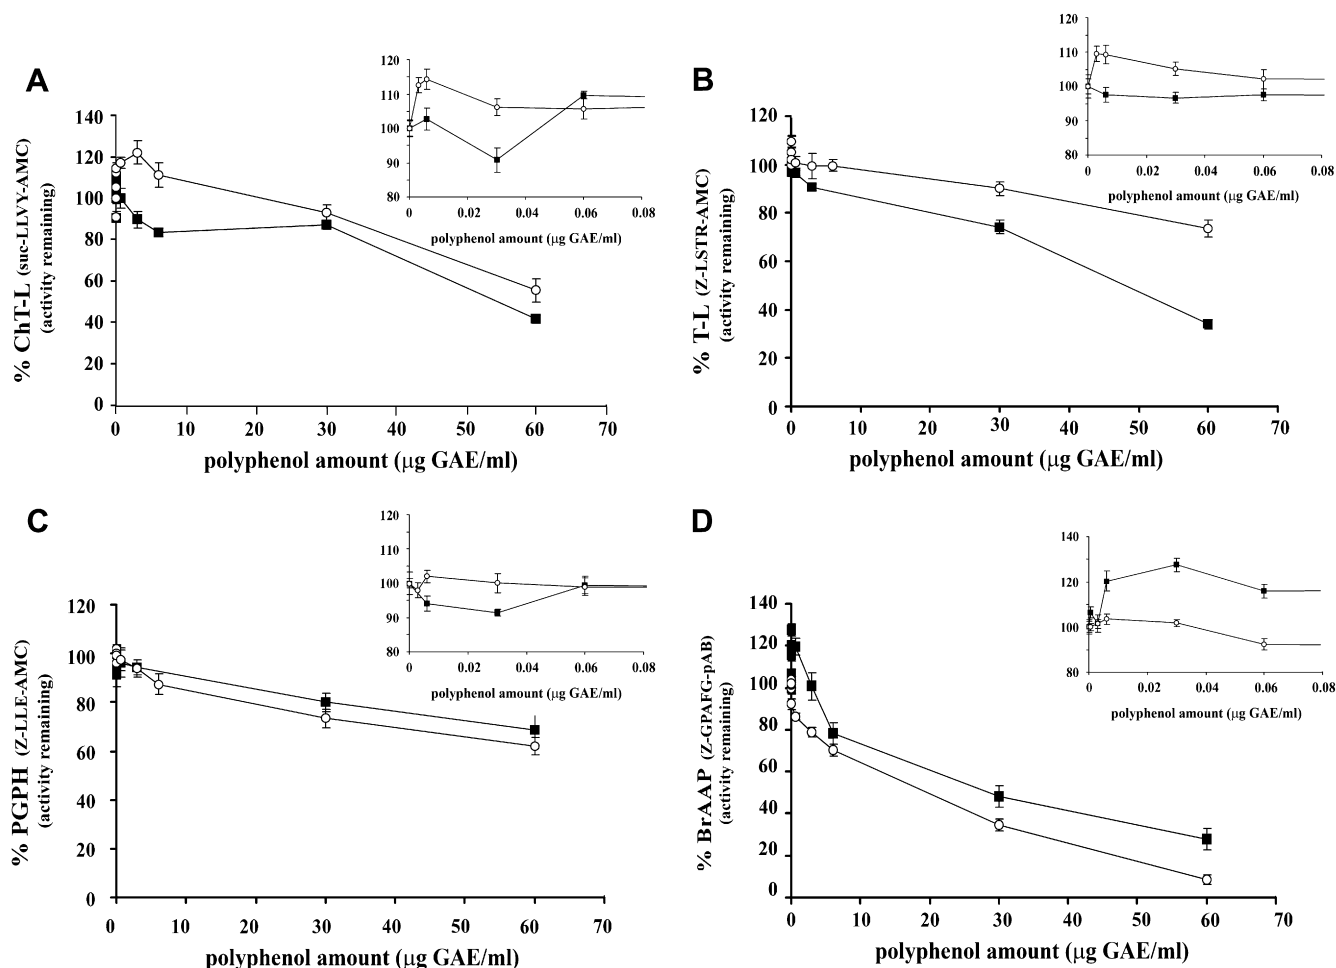 A
% ChT-L (suc-LLVY-AMC)
(activity remaining)
140
120
100
80
60
40
20
0
0 10 20 30 40 50 60 70
polyphenol amount (μg GAE/ml)
120
110
100
90
80
0 0.02 0.04 0.06 0.08
polyphenol amount (μg GAE/ml)
B
% T-L (Z-LSTR-AMC)
(activity remaining)
120
100
80
60
40
20
0
0 10 20 30 40 50 60 70
polyphenol amount (μg GAE/ml)
120
110
100
90
80
0 0.02 0.04 0.06 0.08
polyphenol amount (μg GAE/ml)
C
% PGPH (Z-LLE-AMC)
(activity remaining)
120
100
80
60
40
20
0
0 10 20 30 40 50 60 70
polyphenol amount (μg GAE/ml)
120
110
100
90
80
0 0.02 0.04 0.06 0.08
polyphenol amount (μg GAE/ml)
D
% BrAAP (Z-GPAFG-pAB)
(activity remaining)
140
120
100
80
60
40
20
0
0 10 20 30 40 50 60 70
polyphenol amount (μg GAE/ml)
140
120
100
80
0 0.02 0.04 0.06 0.08
polyphenol amount (μg GAE/ml)